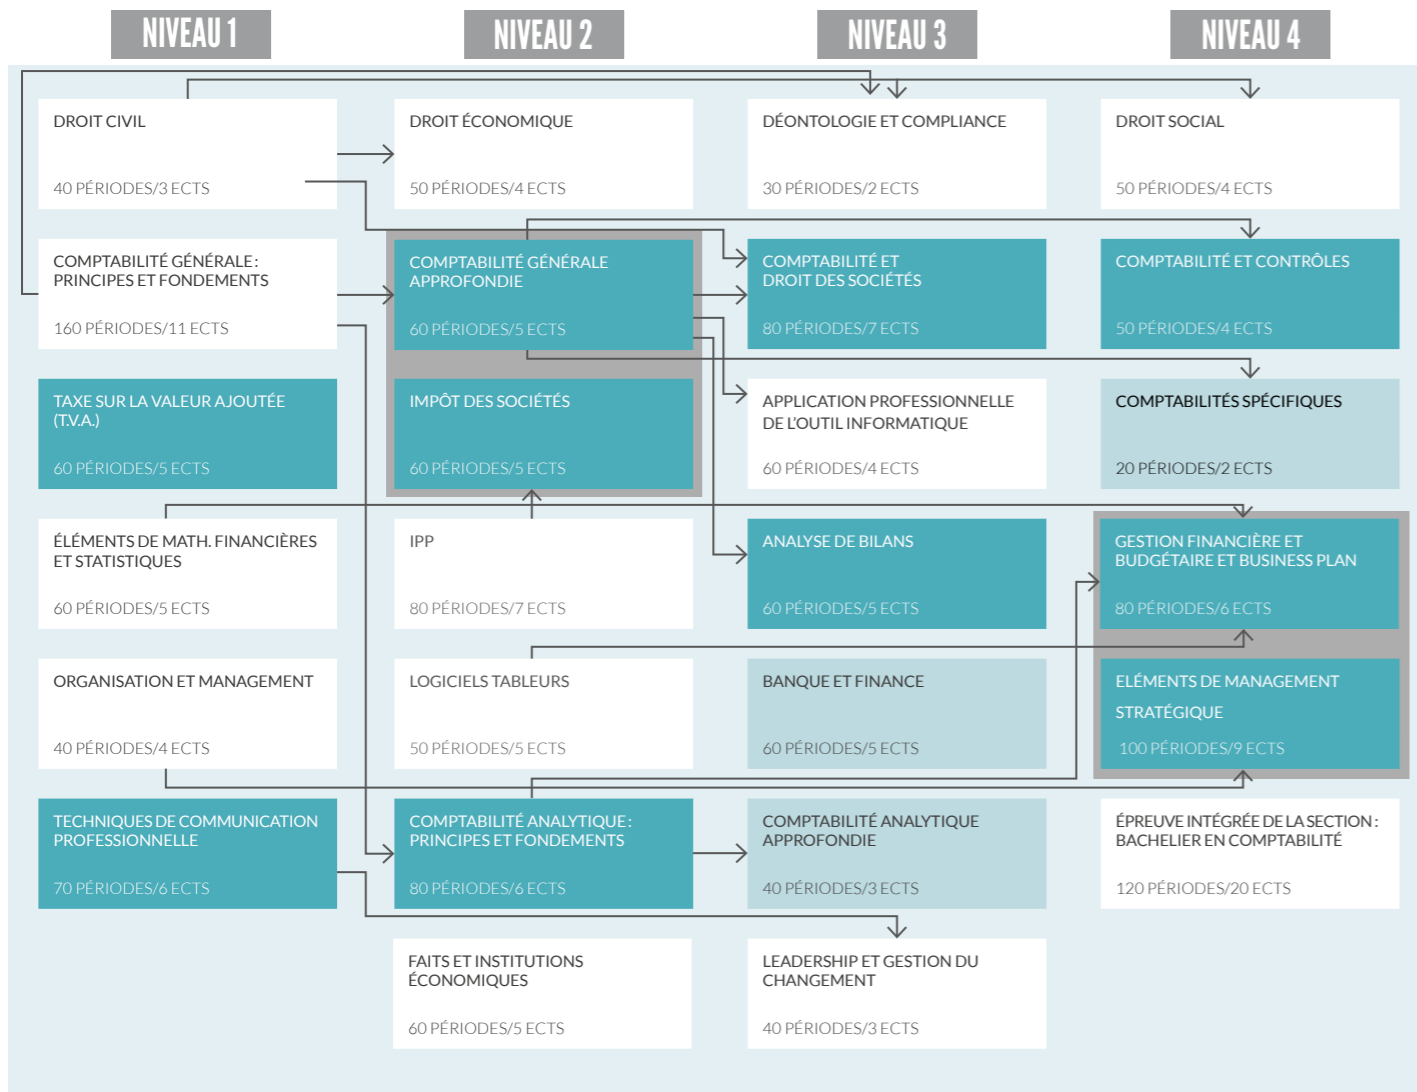 NIVEAU 1
NIVEAU 2
NIVEAU 3
NIVEAU 4
DROIT CIVIL
40 PÉRIODES/3 ECTS
DROIT ÉCONOMIQUE
50 PÉRIODES/4 ECTS
DÉONTOLOGIE ET COMPLIANCE
30 PÉRIODES/2 ECTS
DROIT SOCIAL
50 PÉRIODES/4 ECTS
COMPTABILITÉ GÉNÉRALE :
PRINCIPES ET FONDEMENTS
160 PÉRIODES/11 ECTS
COMPTABILITÉ GÉNÉRALE
APPROFONDIE
60 PÉRIODES/5 ECTS
COMPTABILITÉ ET
DROIT DES SOCIÉTÉS
80 PÉRIODES/7 ECTS
COMPTABILITÉ ET CONTRÔLES
50 PÉRIODES/4 ECTS
TAXE SUR LA VALEUR AJOUTÉE
(T.V.A.)
60 PÉRIODES/5 ECTS
IMPÔT DES SOCIÉTÉS
60 PÉRIODES/5 ECTS
APPLICATION PROFESSIONNELLE
DE L'OUTIL INFORMATIQUE
60 PÉRIODES/4 ECTS
COMPTABILITÉS SPÉCIFIQUES
20 PÉRIODES/2 ECTS
ÉLÉMENTS DE MATH. FINANCIÈRES
ET STATISTIQUES
60 PÉRIODES/5 ECTS
IPP
80 PÉRIODES/7 ECTS
ANALYSE DE BILANS
60 PÉRIODES/5 ECTS
GESTION FINANCIÈRE ET
BUDGÉTAIRE ET BUSINESS PLAN
80 PÉRIODES/6 ECTS
ORGANISATION ET MANAGEMENT
40 PÉRIODES/4 ECTS
LOGICIELS TABLEURS
50 PÉRIODES/5 ECTS
BANQUE ET FINANCE
60 PÉRIODES/5 ECTS
ELÉMENTS DE MANAGEMENT
STRATÉGIQUE
100 PÉRIODES/9 ECTS
TECHNIQUES DE COMMUNICATION
PROFESSIONNELLE
70 PÉRIODES/6 ECTS
COMPTABILITÉ ANALYTIQUE :
PRINCIPES ET FONDEMENTS
80 PÉRIODES/6 ECTS
COMPTABILITÉ ANALYTIQUE
APPROFONDIE
40 PÉRIODES/3 ECTS
ÉPREUVE INTÉGRÉE DE LA SECTION :
BACHELIER EN COMPTABILITÉ
120 PÉRIODES/20 ECTS
FAITS ET INSTITUTIONS
ÉCONOMIQUES
60 PÉRIODES/5 ECTS
LEADERSHIP ET GESTION DU
CHANGEMENT
40 PÉRIODES/3 ECTS